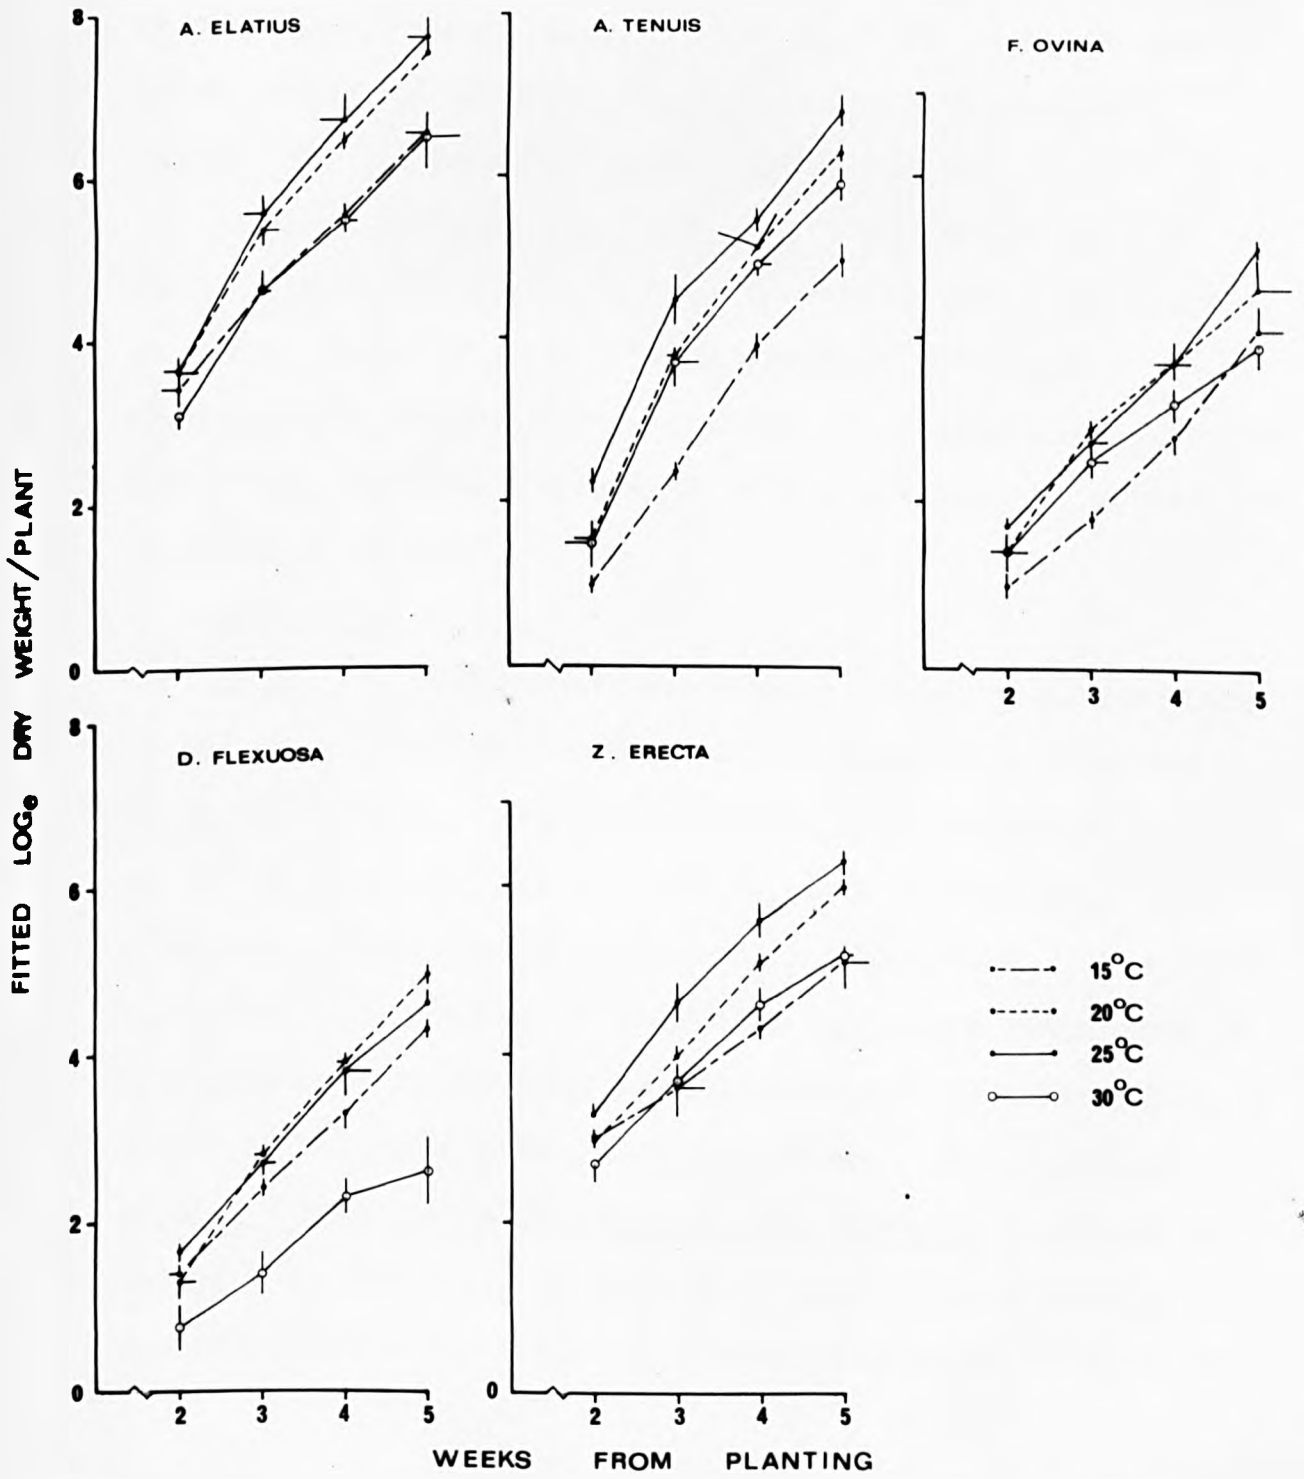 8
A. ELATIUS
A. TENUIS
F. OVINA
6
4
2
0
2 3 4 5
FITTED LOGe DRY WEIGHT/PLANT
8
D. FLEXUOSA
Z. ERECTA
6
4
2
0
0
15°C
20°C
25°C
30°C
2 3 4 5
2 3 4 5
WEEKS FROM PLANTING